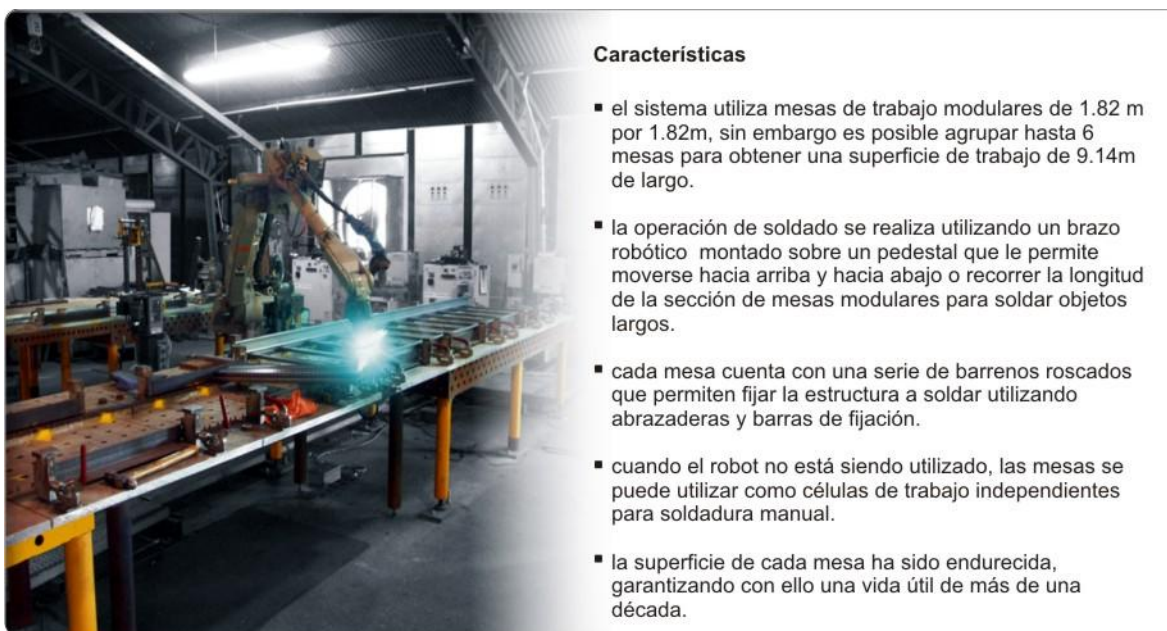 Características
▪ el sistema utiliza mesas de trabajo modulares de 1.82 m
por 1.82m, sin embargo es posible agrupar hasta 6
mesas para obtener una superficie de trabajo de 9.14m
de largo.
▪ la operación de soldado se realiza utilizando un brazo
robótico montado sobre un pedestal que le permite
moverse hacia arriba y hacia abajo o recorrer la longitud
de la sección de mesas modulares para soldar objetos
largos.
▪ cada mesa cuenta con una serie de barrenos roscados
que permiten fijar la estructura a soldar utilizando
abrazaderas y barras de fijación.
▪ cuando el robot no está siendo utilizado, las mesas se
puede utilizar como células de trabajo independientes
para soldadura manual.
▪ la superficie de cada mesa ha sido endurecida,
garantizando con ello una vida útil de más de una
década.